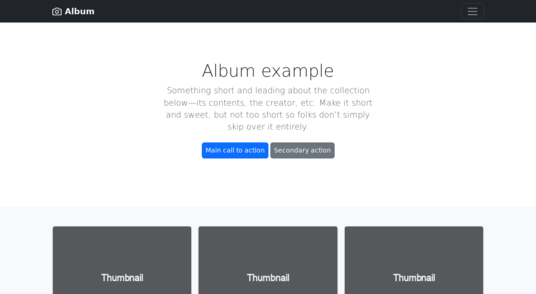 Album
Album example
Something short and leading about the collection
below—its contents, the creator, etc. Make it short
and sweet, but not too short so folks don't simply
skip over it entirely.
Main call to action Secondary action
Thumbnail Thumbnail Thumbnail